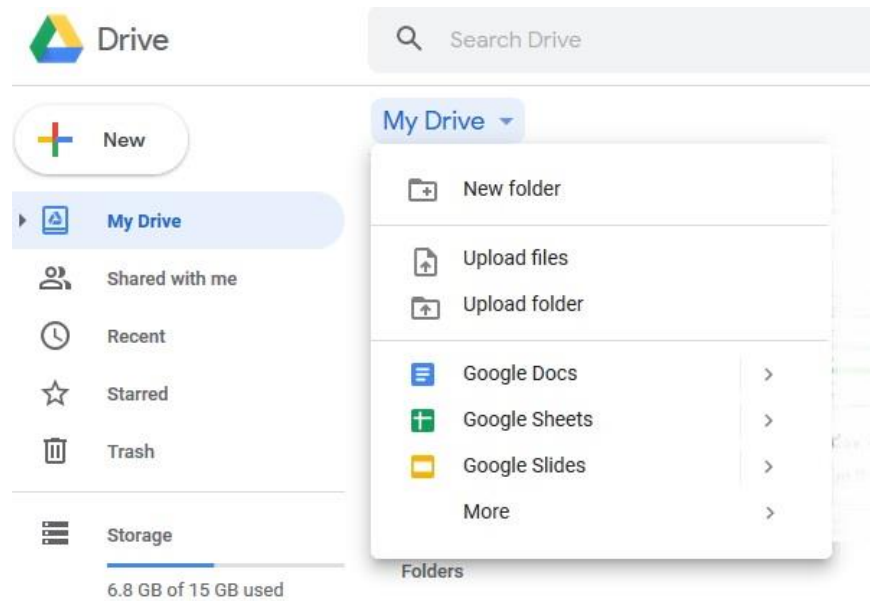 Drive
Search Drive
New
My Drive
Shared with me
Recent
Starred
Trash
Storage
6.8 GB of 15 GB used
My Drive
New folder
Upload files
Upload folder
Google Docs
Google Sheets
Google Slides
More
Folders